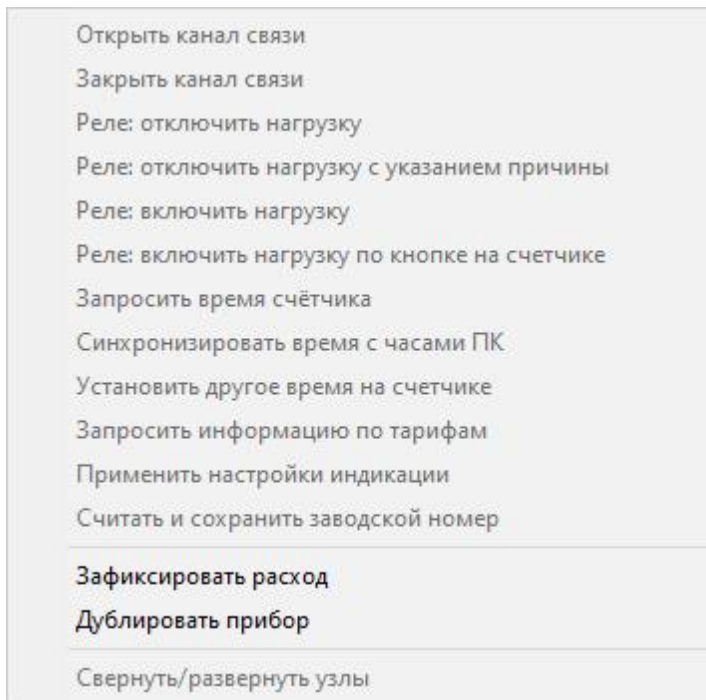 Открыть канал связи
Закрыть канал связи
Реле: отключить нагрузку
Реле: отключить нагрузку с указанием причины
Реле: включить нагрузку
Реле: включить нагрузку по кнопке на счетчике
Запросить время счётчика
Синхронизировать время с часами ПК
Установить другое время на счетчике
Запросить информацию по тарифам
Применить настройки индикации
Считать и сохранить заводской номер
Зафиксировать расход
Дублировать прибор
Свернуть/развернуть узлы